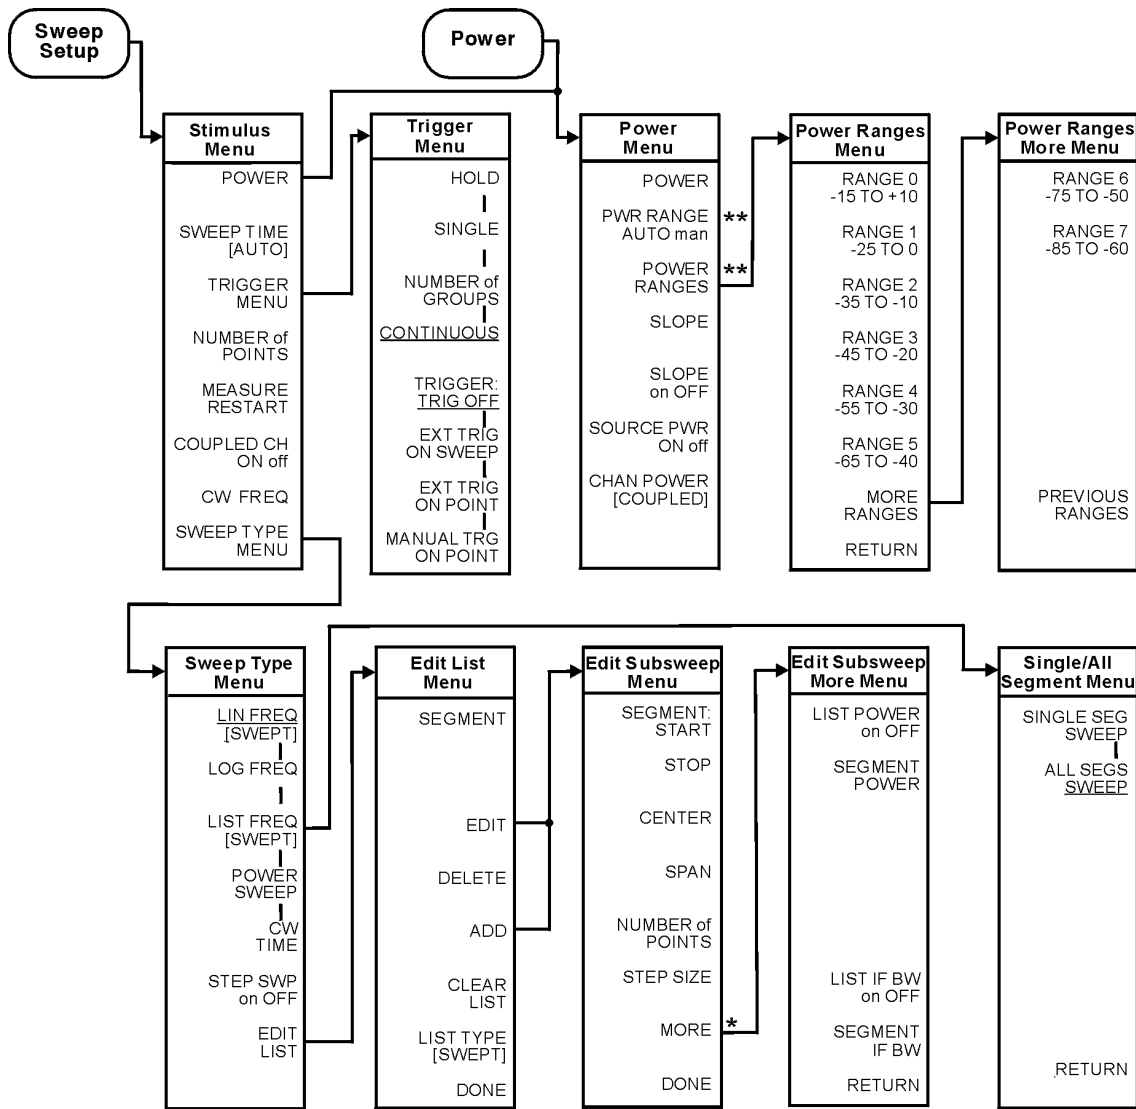 Sweep
Setup
Power
Stimulus
Menu
POWER
SWEEP TIME
[AUTO]
TRIGGER
MENU
NUMBER of
POINTS
MEASURE
RESTART
COUPLED CH
ON off
CW FREQ
SWEEP TYPE
MENU
Trigger
Menu
HOLD
SINGLE
NUMBER of
GROUPS
CONTINUOUS
TRIGGER:
TRIG OFF
EXT TRIG
ON SWEEP
EXT TRIG
ON POINT
MANUAL TRG
ON POINT
Power
Menu
POWER
PWR RANGE **
AUTO man
POWER **
RANGES
SLOPE
SLOPE
on OFF
SOURCE PWR
ON off
CHAN POWER
[COUPLED]
Power Ranges
Menu
RANGE 0
-15 TO +10
RANGE 1
-25 TO 0
RANGE 2
-35 TO -10
RANGE 3
-45 TO -20
RANGE 4
-55 TO -30
RANGE 5
-65 TO -40
MORE
RANGES
RETURN
Power Ranges
More Menu
RANGE 6
-75 TO -50
RANGE 7
-85 TO -60
PREVIOUS
RANGES
Sweep Type
Menu
LIN FREQ
[SWEPT]
LOG FREQ
LIST FREQ
[SWEPT]
POWER
SWEEP
CW
TIME
STEP SWP
on OFF
EDIT
LIST
Edit List
Menu
SEGMENT
EDIT
DELETE
ADD
CLEAR
LIST
LIST TYPE
[SWEPT]
DONE
Edit Subsweep
Menu
SEGMENT:
START
STOP
CENTER
SPAN
NUMBER of
POINTS
STEP SIZE
MORE *
DONE
Edit Subsweep
More Menu
LIST POWER
on OFF
SEGMENT
POWER
LIST IF BW
on OFF
SEGMENT
IF BW
RETURN
Single/All
Segment Menu
SINGLE SEG
SWEEP
ALL SEGS
SWEEP
RETURN